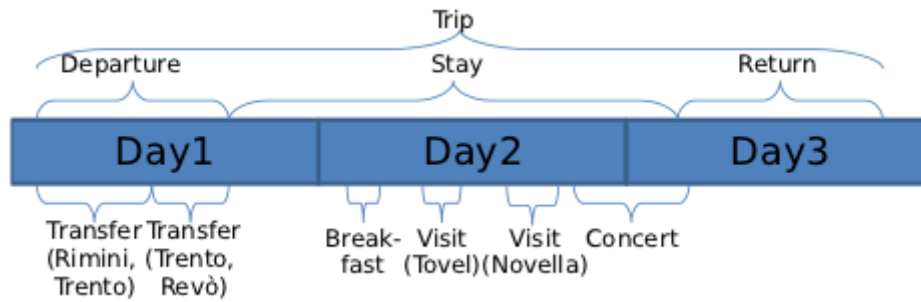 Trip
Departure Stay Return
Day1 Day2 Day3
Transfer Transfer Break- Visit Visit Concert
(Rimini, (Trento, fast (Tovel) (Novella)
Trento) Revò)